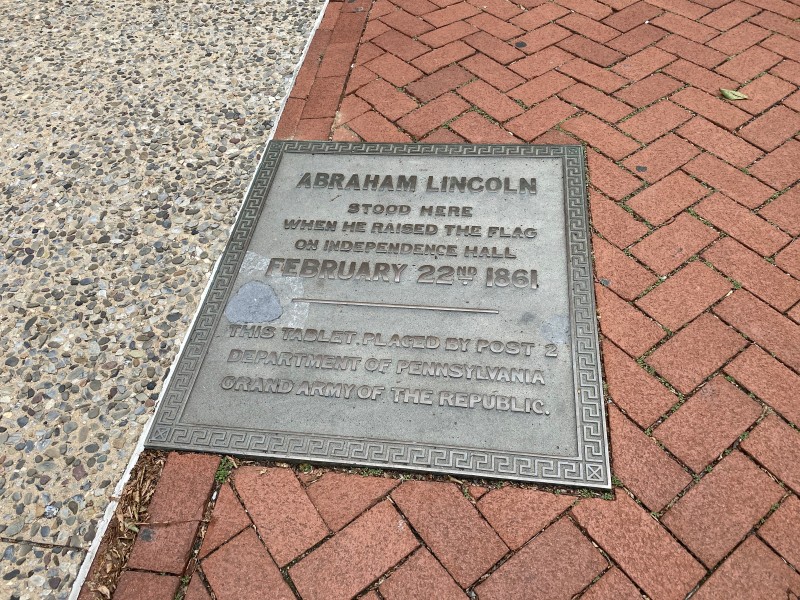 ABRAHAM LINCOLN
STOOD HERE
WHEN HE RAISED THE FLAG
ON INDEPENDENCE HALL
FEBRUARY 22ND 1861
THIS TABLET, PLACED BY POST 2
DEPARTMENT OF PENNSYLVANIA
GRAND ARMY OF THE REPUBLIC.